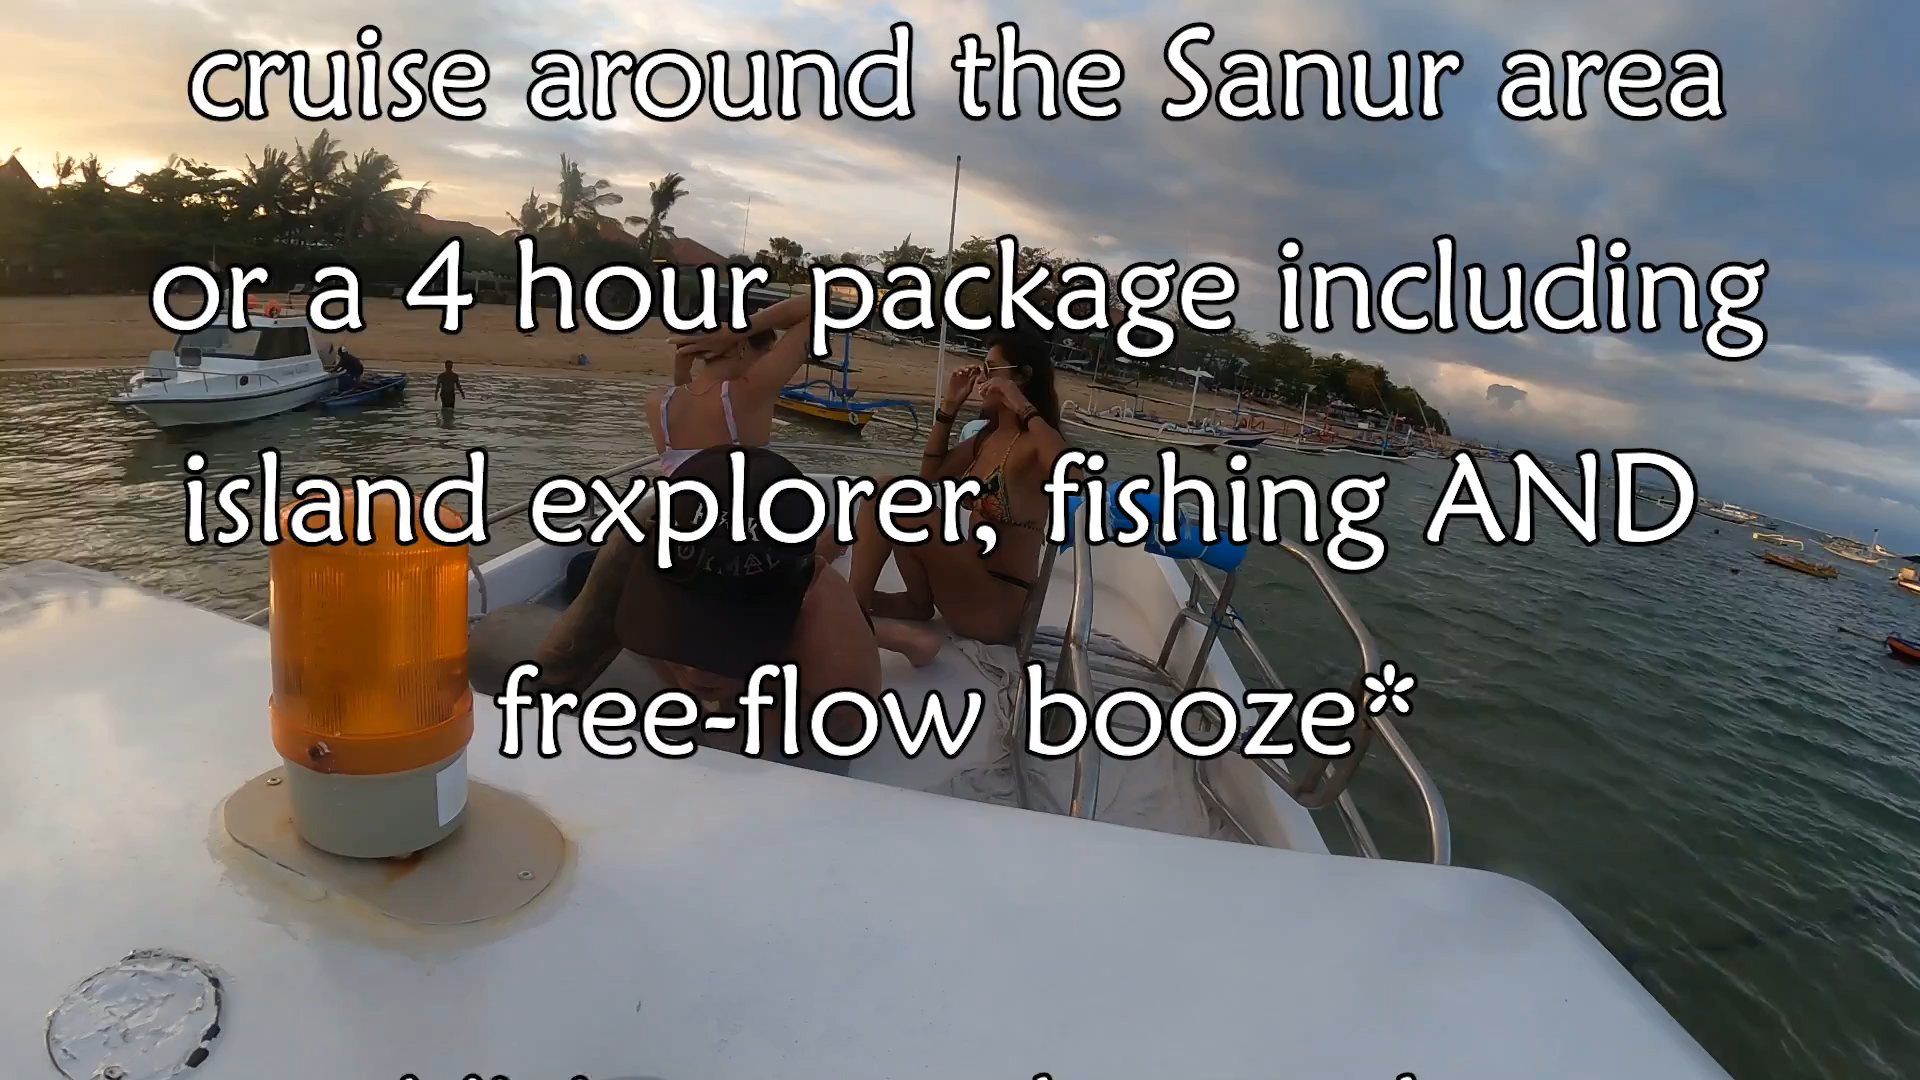 cruise around the Sanur area
or a 4 hour package including
island explorer, fishing AND
free-flow booze*